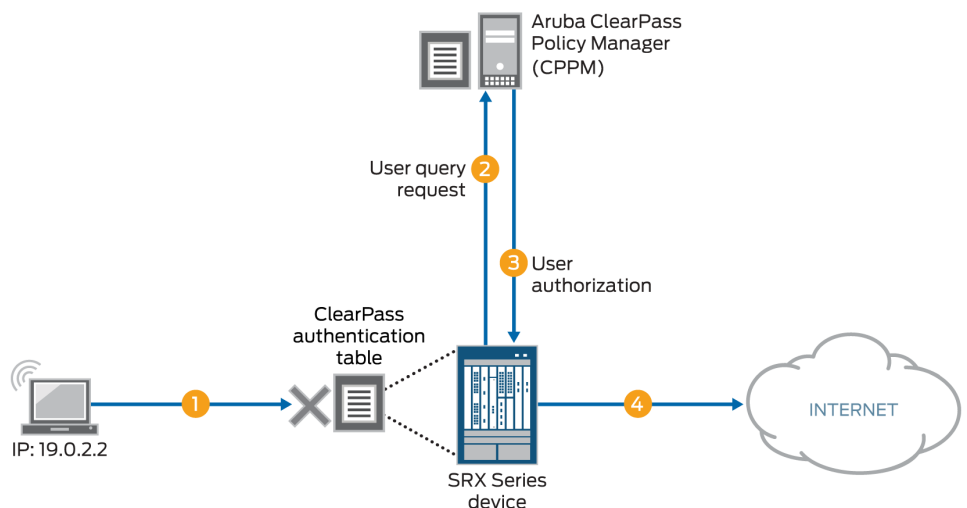 Aruba ClearPass
Policy Manager
(CPPM)
User query
request
2
3
User
authorization
ClearPass
authentication
table
1
4
INTERNET
IP: 19.0.2.2
SRX Series
device